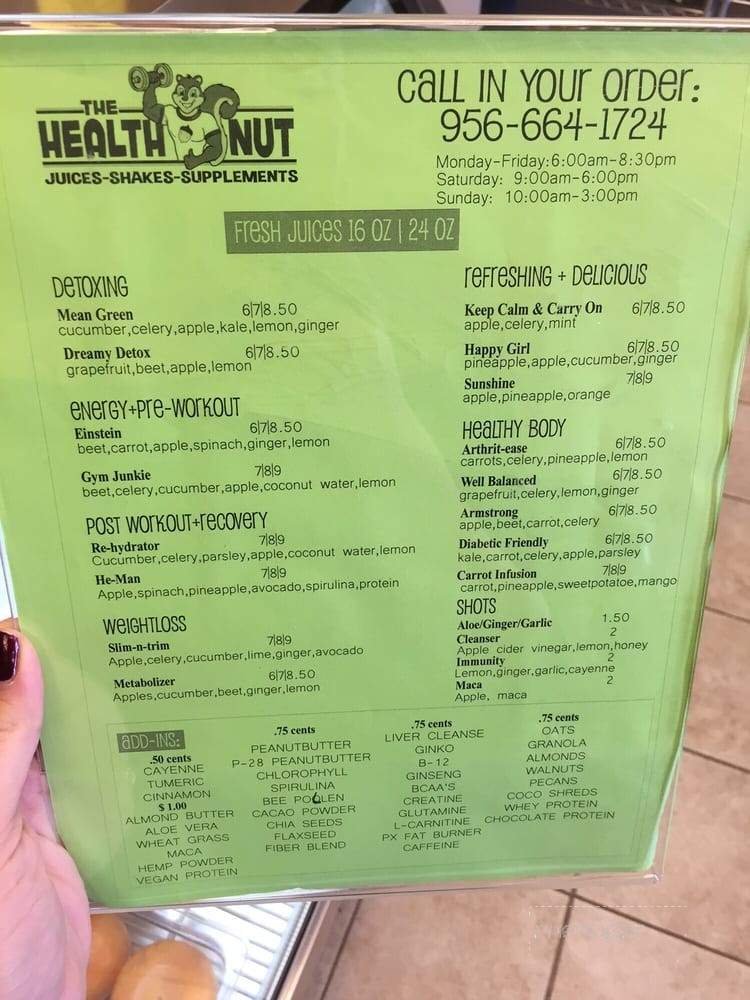 THE
HEALTH NUT
JUICES-SHAKES-SUPPLEMENTS
CALL IN YOUR ORDER:
956-664-1724
Monday-Friday:6:00am-8:30pm
Saturday: 9:00am-6:00pm
Sunday: 10:00am-3:00pm
FRESH JUICES 16 OZ | 24 OZ
DETOXING
Mean Green 6|7|8.50
cucumber,celery,apple,kale,lemon,ginger
Dreamy Detox 6|7|8.50
grapefruit,beet,apple,lemon
ENERGY+PRE-WORKOUT
Einstein 6|7|8.50
beet,carrot,apple,spinach,ginger,lemon
Gym Junkie 7|8|9
beet,celery,cucumber,apple,coconut water,lemon
POST WORKOUT+RECOVERY
Re-hydrator 7|8|9
Cucumber,celery,parsley,apple,coconut water,lemon
He-Man 7|8|9
Apple,spinach,pineapple,avocado,spirulina,protein
WEIGHTLOSS
Slim-n-trim 7|8|9
Apple,celery,cucumber,lime,ginger,avocado
Metabolizer 6|7|8.50
Apples,cucumber,beet,ginger,lemon
REFRESHING + DELICIOUS
Keep Calm & Carry On 6|7|8.50
apple,celery,mint
Happy Girl 6|7|8.50
pineapple,apple,cucumber,ginger
Sunshine 7|8|9
apple,pineapple,orange
HEALTHY BODY
Arthrit-ease 6|7|8.50
carrots,celery,pineapple,lemon
Well Balanced 6|7|8.50
grapefruit,celery,lemon,ginger
Armstrong 6|7|8.50
apple,beet,carrot,celery
Diabetic Friendly 6|7|8.50
kale,carrot,celery,apple,parsley
Carrot Infusion 7|8|9
carrot,pineapple,sweetpotatoe,mango
SHOTS
Aloe/Ginger/Garlic 1.50
Cleanser 2
Apple cider vinegar,lemon,honey
Immunity 2
Lemon,ginger,garlic,cayenne
Maca 2
Apple, maca
ADD-INS:
.50 cents
CAYENNE
TUMERIC
CINNAMON
$ 1.00
ALMOND BUTTER
ALOE VERA
WHEAT GRASS
MACA
HEMP POWDER
VEGAN PROTEIN
.75 cents
PEANUTBUTTER
P-28 PEANUTBUTTER
CHLOROPHYLL
SPIRULINA
BEE POLLEN
CACAO POWDER
CHIA SEEDS
FLAXSEED
FIBER BLEND
.75 cents
LIVER CLEANSE
GINKO
B-12
GINSENG
BCAA'S
CREATINE
GLUTAMINE
L-CARNITINE
PX FAT BURNER
CAFFEINE
.75 cents
OATS
GRANOLA
ALMONDS
WALNUTS
PECANS
COCO SHREDS
WHEY PROTEIN
CHOCOLATE PROTEIN